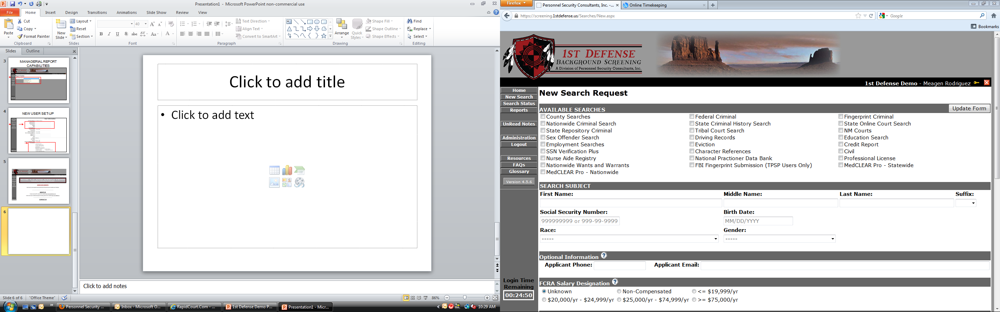 Presentation1 - Microsoft PowerPoint non-commercial use
File Home Insert Design Transitions Animations Slide Show Review View
Paste
Cut
Copy
Format Painter
Clipboard
New Slide
Layout
Reset
Section
Slides
40
Font
Text Direction
Align Text
Convert to SmartArt
Paragraph
Arrange
Quick Styles
Shape Fill
Shape Outline
Shape Effects
Drawing
Find
Replace
Select
Editing
Slides Outline
3
MANAGERIAL REPORT CAPABILITIES
4
NEW USER SET-UP
5
ANNOUNCEMENTS
ABOUT US
CONTACT US
6
Click to add title
• Click to add text
Click to add notes
Slide 6 of 6 "Office Theme" 86%
Personnel Security ... Inbox - Microsoft O... RapidCourt.Com - ... 1st Defense Demo P... Presentation1 - Micr... 10:29 AM
Firefox
Personnel Security Consultants, Inc. -... Online Timekeeping
https://screening.1stdefense.us/Searches/New.aspx
Google
Bookmarks
1ST DEFENSE
BACKGROUND SCREENING
A Division of Personnel Security Consultants, Inc.
1st Defense Demo - Meagen Rodriguez
Home
New Search
Search Status
Reports
UnRead Notes
Administration
Logout
Resources
FAQs
Glossary
Version 4.5.6
Login Time Remaining
00:24:50
New Search Request
AVAILABLE SEARCHES Update Form
County Searches Federal Criminal Fingerprint Criminal
Nationwide Criminal Search State Criminal History Search State Online Court Search
State Repository Criminal Tribal Court Search NM Courts
Sex Offender Search Driving Records Education Search
Employment Searches Eviction Credit Report
SSN Verification Plus Character References Civil
Nurse Aide Registry National Practioner Data Bank Professional License
Nationwide Wants and Warrants FBI Fingerprint Submission (TPSP Users Only) MedCLEAR Pro - Statewide
MedCLEAR Pro - Nationwide
SEARCH SUBJECT
First Name: Middle Name: Last Name: Suffix:
Social Security Number: Birth Date:
999999999 or 999-99-9999 MM/DD/YYYY
Race: Gender:
----- -----
Optional Information
Applicant Phone: Applicant Email:
FCRA Salary Designation
Unknown Non-Compensated <= $19,999/yr
$20,000/yr - $24,999/yr $25,000/yr - $74,999/yr >= $75,000/yr